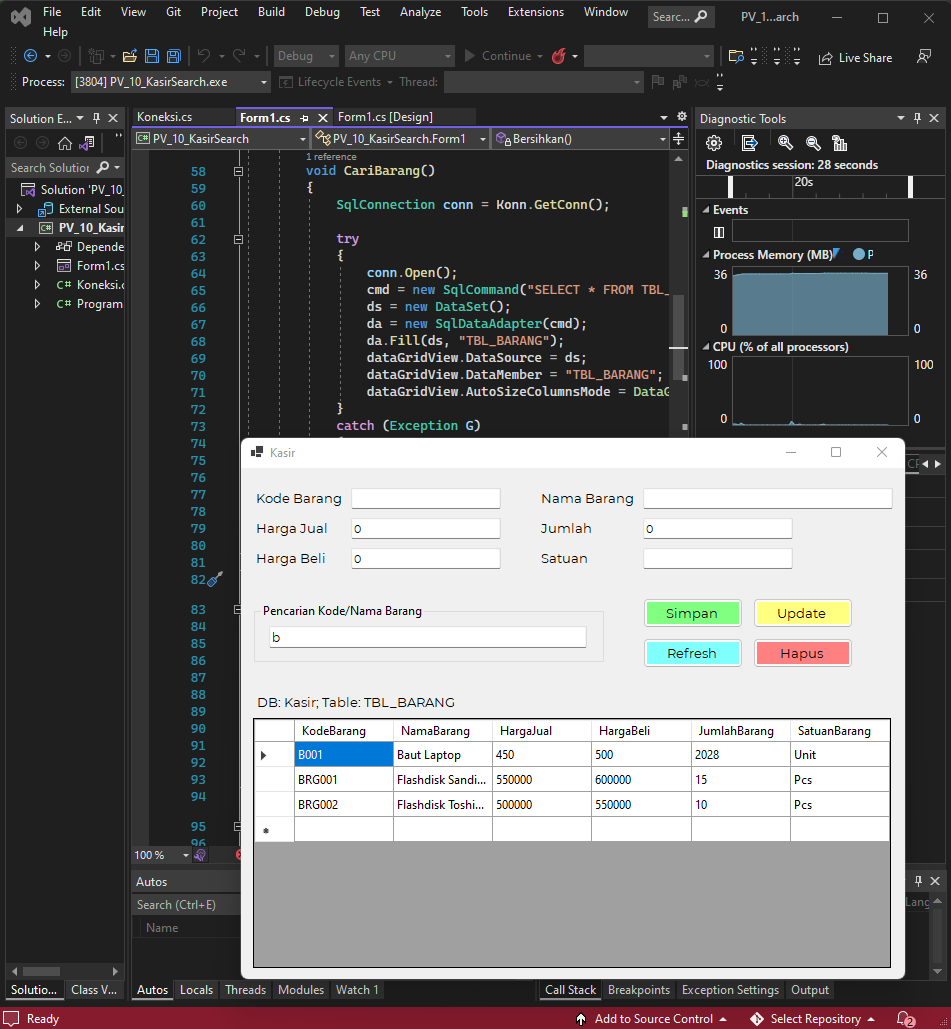 File Edit View Git Project Build Debug Test Analyze Tools Extensions Window Searc... PV_1...arch
Help
Debug Any CPU Continue Live Share
Process: [3804] PV_10_KasirSearch.exe Lifecycle Events Thread:
Solution E...
Search Solution
Solution 'PV_10_
External Sou
PV_10_Kasir
Depende
Form1.cs
Koneksi.c
Program
Soluti... Class V...
Koneksi.cs Form1.cs Form1.cs [Design]
PV_10_KasirSearch PV_10_KasirSearch.Form1 Bersihkan()
1 reference
58 void CariBarang()
59 {
60 SqlConnection conn = Konn.GetConn();
61
62 try
63 {
64 conn.Open();
65 cmd = new SqlCommand("SELECT * FROM TBL_
66 ds = new DataSet();
67 da = new SqlDataAdapter(cmd);
68 da.Fill(ds, "TBL_BARANG");
69 dataGridView.DataSource = ds;
70 dataGridView.DataMember = "TBL_BARANG";
71 dataGridView.AutoSizeColumnsMode = DataG
72 }
73 catch (Exception G)
74
75
76
77
78
79
80
81
82
83
84
85
86
87
88
89
90
91
92
93
94
95
96
100 %
Diagnostic Tools
Diagnostics session: 28 seconds
20s
Events
Process Memory (MB) P
36 36
0 0
CPU (% of all processors)
100 100
0 0
Kasir
Kode Barang Nama Barang
Harga Jual 0 Jumlah 0
Harga Beli 0 Satuan
Pencarian Kode/Nama Barang
b
Simpan Update
Refresh Hapus
DB: Kasir; Table: TBL_BARANG
KodeBarang NamaBarang HargaJual HargaBeli JumlahBarang SatuanBarang
B001 Baut Laptop 450 500 2028 Unit
BRG001 Flashdisk Sandi... 550000 600000 15 Pcs
BRG002 Flashdisk Toshi... 500000 550000 10 Pcs
Autos
Search (Ctrl+E)
Name
Lang
Autos Locals Threads Modules Watch 1
Call Stack Breakpoints Exception Settings Output
Ready Add to Source Control Select Repository 2